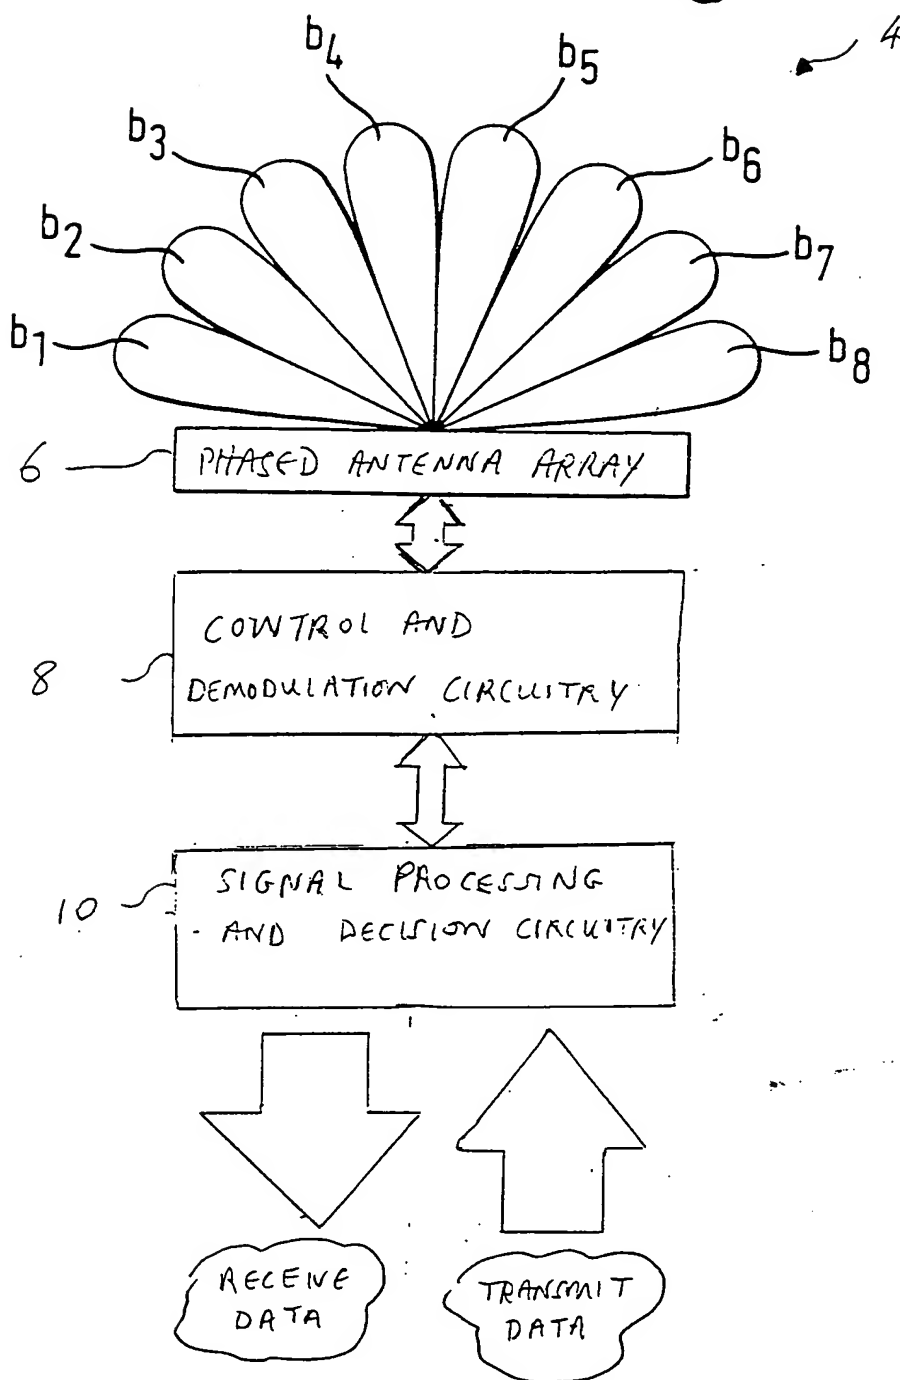 4
b4
b5
b3
b6
b2
b7
b1
b8
6
PHASED ANTENNA ARRAY
CONTROL AND
8
DEMODULATION CIRCUITRY
SIGNAL PROCESSING
10
AND DECISION CIRCUITRY
RECEIVE
DATA
TRANSMIT
DATA